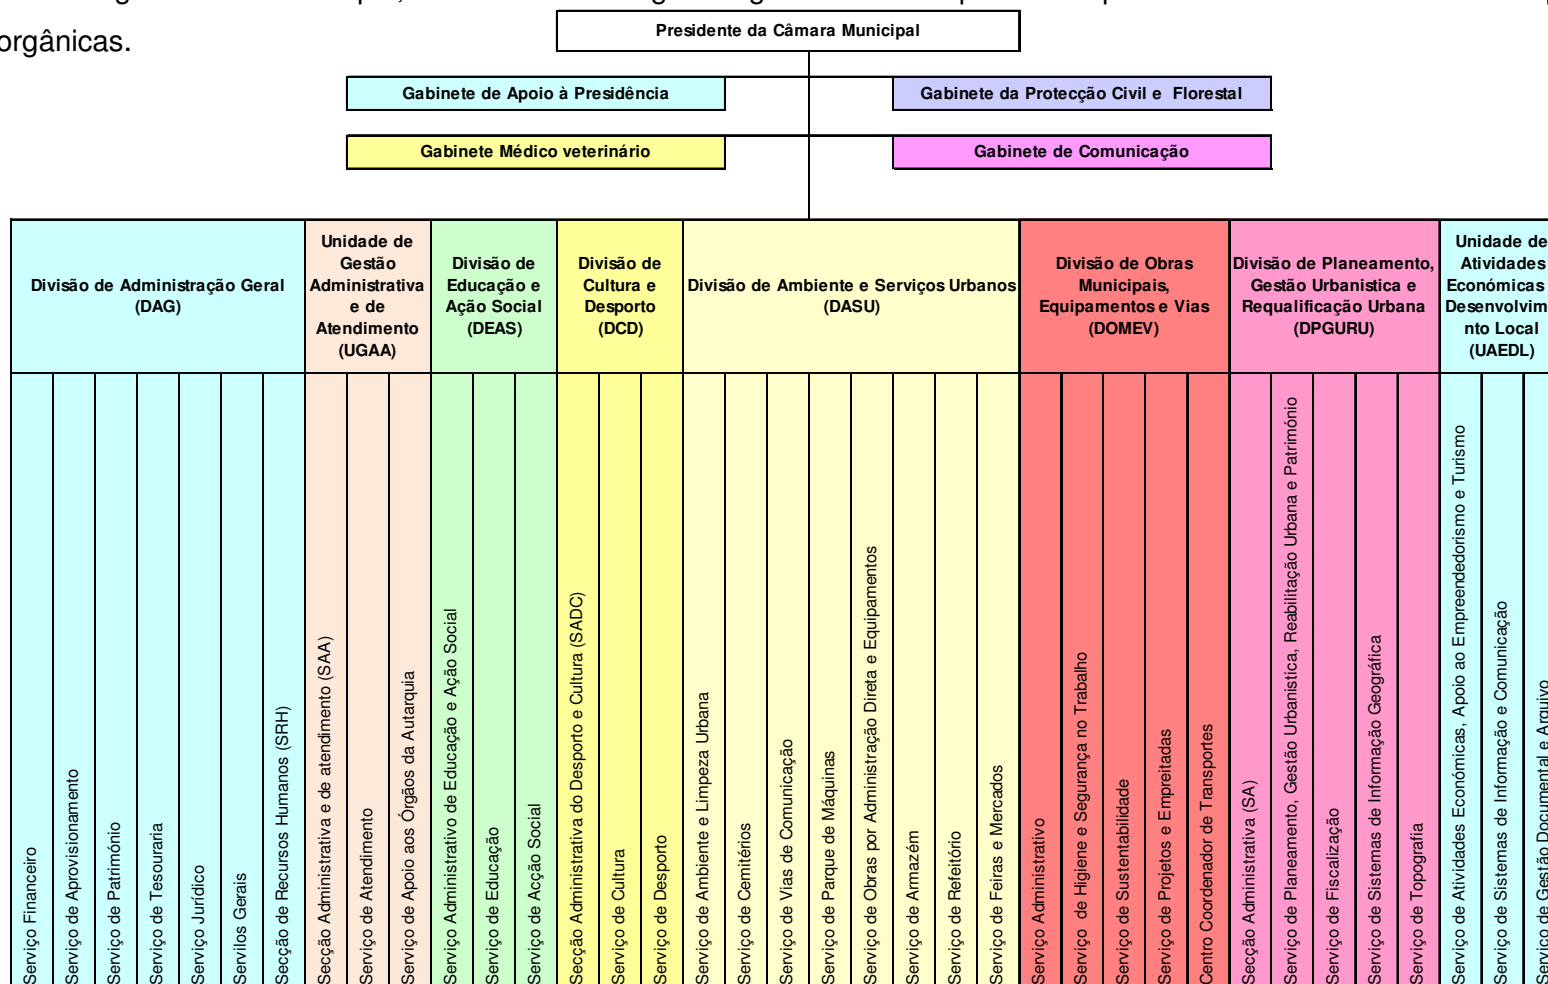 orgânicas.
Presidente da Câmara Municipal
Gabinete de Apoio à Presidência
Gabinete da Protecção Civil e Florestal
Gabinete Médico veterinário
Gabinete de Comunicação
Divisão de Administração Geral
(DAG)
Unidade de
Gestão
Administrativa
e de
Atendimento
(UGAA)
Divisão de
Educação e
Ação Social
(DEAS)
Divisão de
Cultura e
Desporto
(DCD)
Divisão de Ambiente e Serviços Urbanos
(DASU)
Divisão de Obras
Municipais,
Equipamentos e Vias
(DOMEV)
Divisão de Planeamento,
Gestão Urbanistica e
Requalificação Urbana
(DPGURU)
Unidade de
Atividades
Económicas
Desenvolvim
nto Local
(UAEDL)
Serviço Financeiro
Serviço de Aprovisionamento
Serviço de Património
Serviço de Tesouraria
Serviço Jurídico
Servilos Gerais
Secção de Recursos Humanos (SRH)
Secção Administrativa e de atendimento (SAA)
Serviço de Atendimento
Serviço de Apoio aos Órgãos da Autarquia
Serviço Administrativo de Educação e Ação Social
Serviço de Educação
Serviço de Acção Social
Secção Administrativa do Desporto e Cultura (SADC)
Serviço de Cultura
Serviço de Desporto
Serviço de Ambiente e Limpeza Urbana
Serviço de Cemitérios
Serviço de Vias de Comunicação
Serviço de Parque de Máquinas
Serviço de Obras por Administração Direta e Equipamentos
Serviço de Armazém
Serviço de Refeitório
Serviço de Feiras e Mercados
Serviço Administrativo
Serviço de Higiene e Segurança no Trabalho
Serviço de Sustentabilidade
Serviço de Projetos e Empreitadas
Centro Coordenador de Transportes
Secção Administrativa (SA)
Serviço de Planeamento, Gestão Urbanistica, Reabilitação Urbana e Património
Serviço de Fiscalização
Serviço de Sistemas de Informação Geográfica
Serviço de Topografia
Serviço de Atividades Económicas, Apoio ao Empreendedorismo e Turismo
Serviço de Sistemas de Informação e Comunicação
Serviço de Gestão Documental e Arquivo